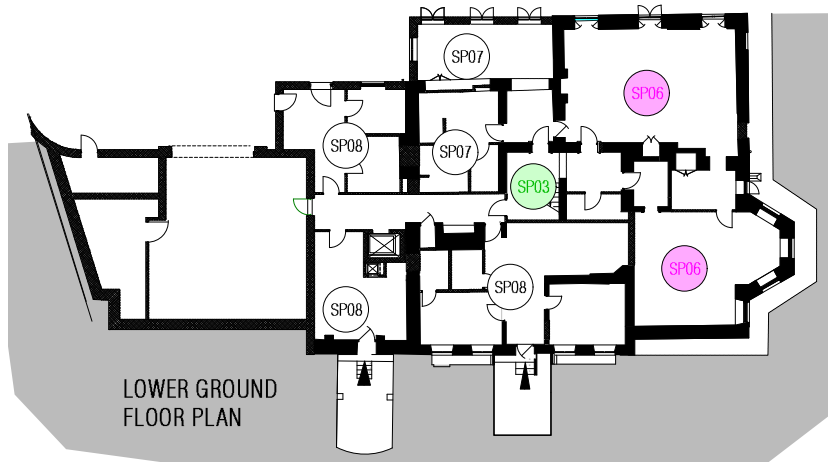 SP07
SP06
SP08
SP07
SP03
SP06
SP08
SP08
LOWER GROUND
FLOOR PLAN